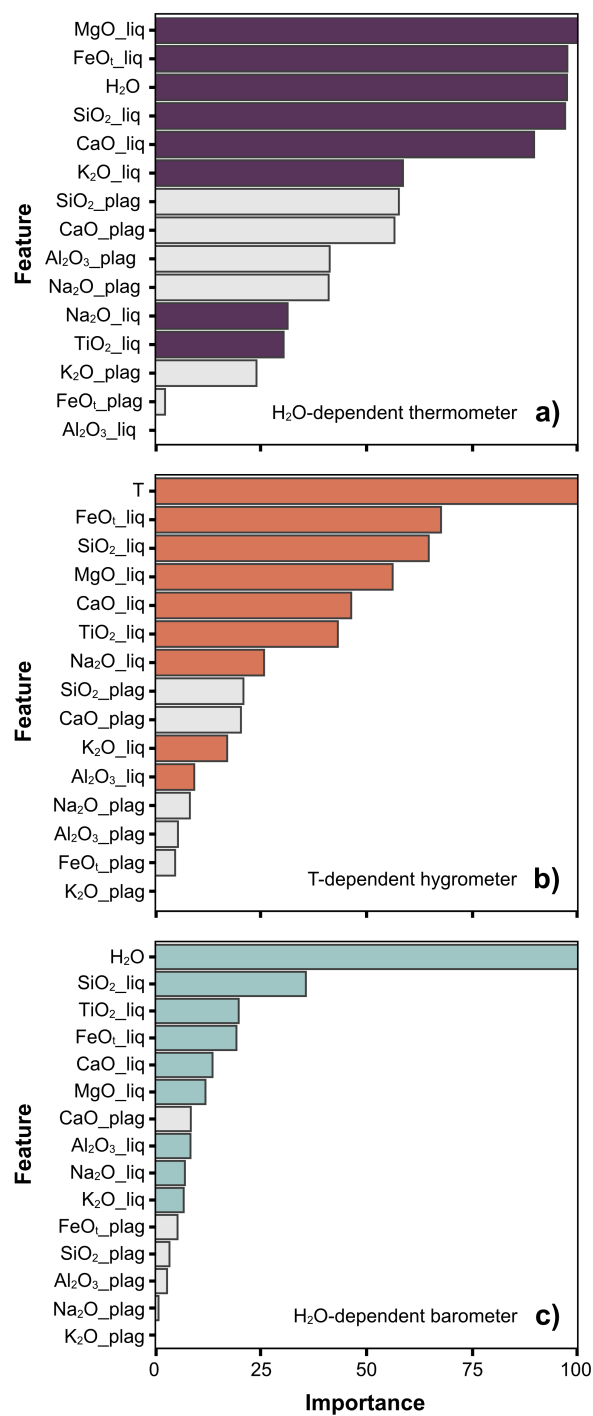 MgO_liq
FeOₜ_liq
H₂O
SiO₂_liq
CaO_liq
K₂O_liq
SiO₂_plag
CaO_plag
Al₂O₃_plag
Na₂O_plag
Na₂O_liq
TiO₂_liq
K₂O_plag
FeOₜ_plag
Al₂O₃_liq
Feature
H₂O-dependent thermometer a)
T
FeOₜ_liq
SiO₂_liq
MgO_liq
CaO_liq
TiO₂_liq
Na₂O_liq
SiO₂_plag
CaO_plag
K₂O_liq
Al₂O₃_liq
Na₂O_plag
Al₂O₃_plag
FeOₜ_plag
K₂O_plag
Feature
T-dependent hygrometer b)
H₂O
SiO₂_liq
TiO₂_liq
FeOₜ_liq
CaO_liq
MgO_liq
CaO_plag
Al₂O₃_liq
Na₂O_liq
K₂O_liq
FeOₜ_plag
SiO₂_plag
Al₂O₃_plag
Na₂O_plag
K₂O_plag
Feature
H₂O-dependent barometer c)
0 25 50 75 100
Importance